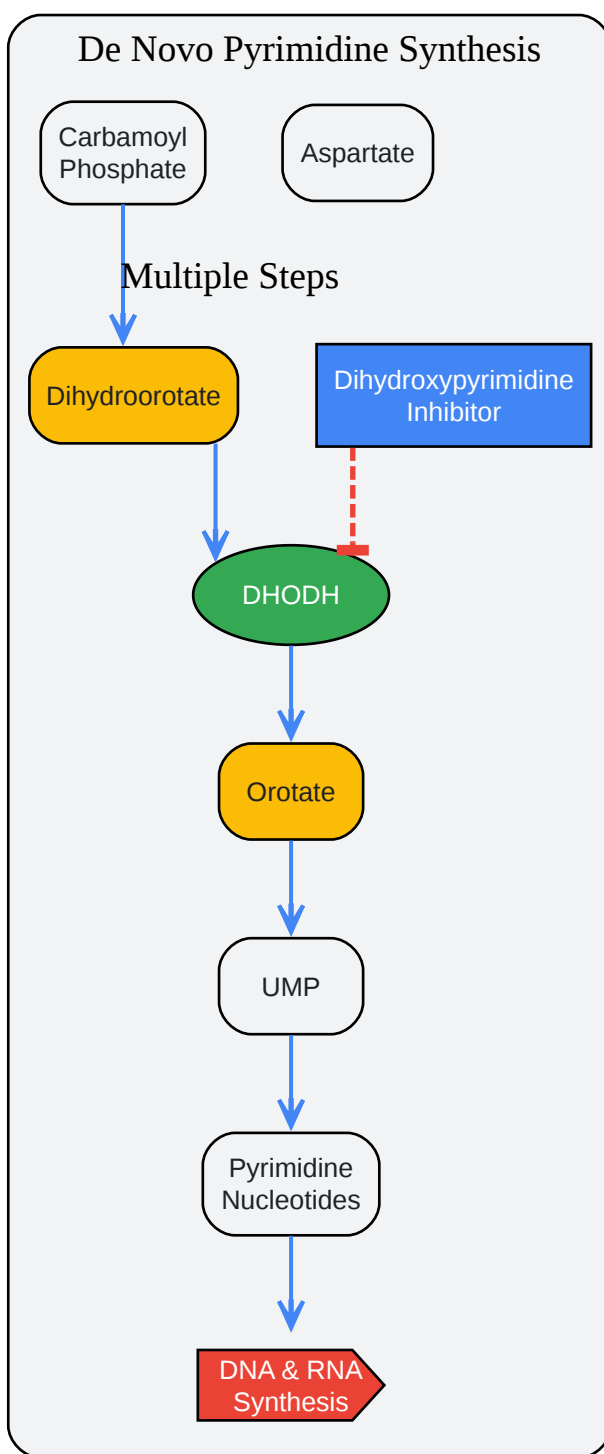 De Novo Pyrimidine Synthesis
Carbamoyl
Phosphate
Aspartate
Multiple Steps
Dihydroorotate
Dihydroxypyrimidine
Inhibitor
DHODH
Orotate
UMP
Pyrimidine
Nucleotides
DNA & RNA
Synthesis